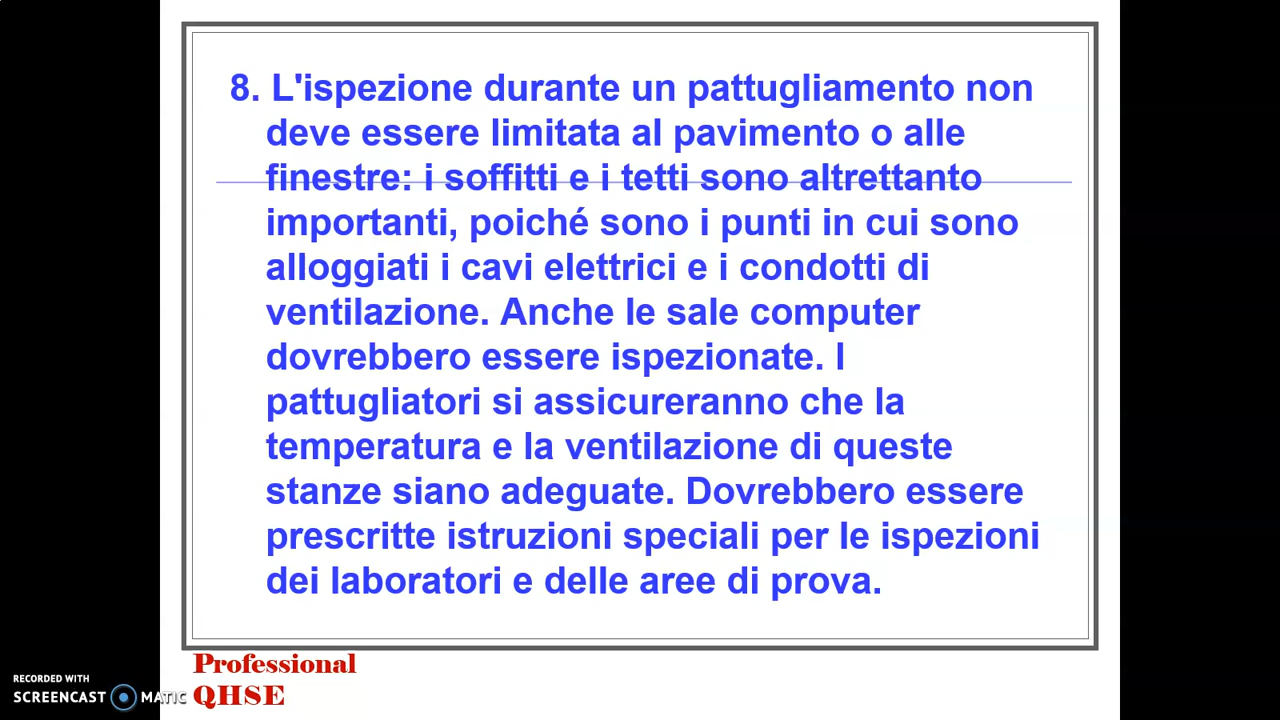 8. L'ispezione durante un pattugliamento non
deve essere limitata al pavimento o alle
finestre: i soffitti e i tetti sono altrettanto
importanti, poiché sono i punti in cui sono
alloggiati i cavi elettrici e i condotti di
ventilazione. Anche le sale computer
dovrebbero essere ispezionate. I
pattugliatori si assicureranno che la
temperatura e la ventilazione di queste
stanze siano adeguate. Dovrebbero essere
prescritte istruzioni speciali per le ispezioni
dei laboratori e delle aree di prova.
Professional
QHSE
RECORDED WITH
SCREENCAST MATIC